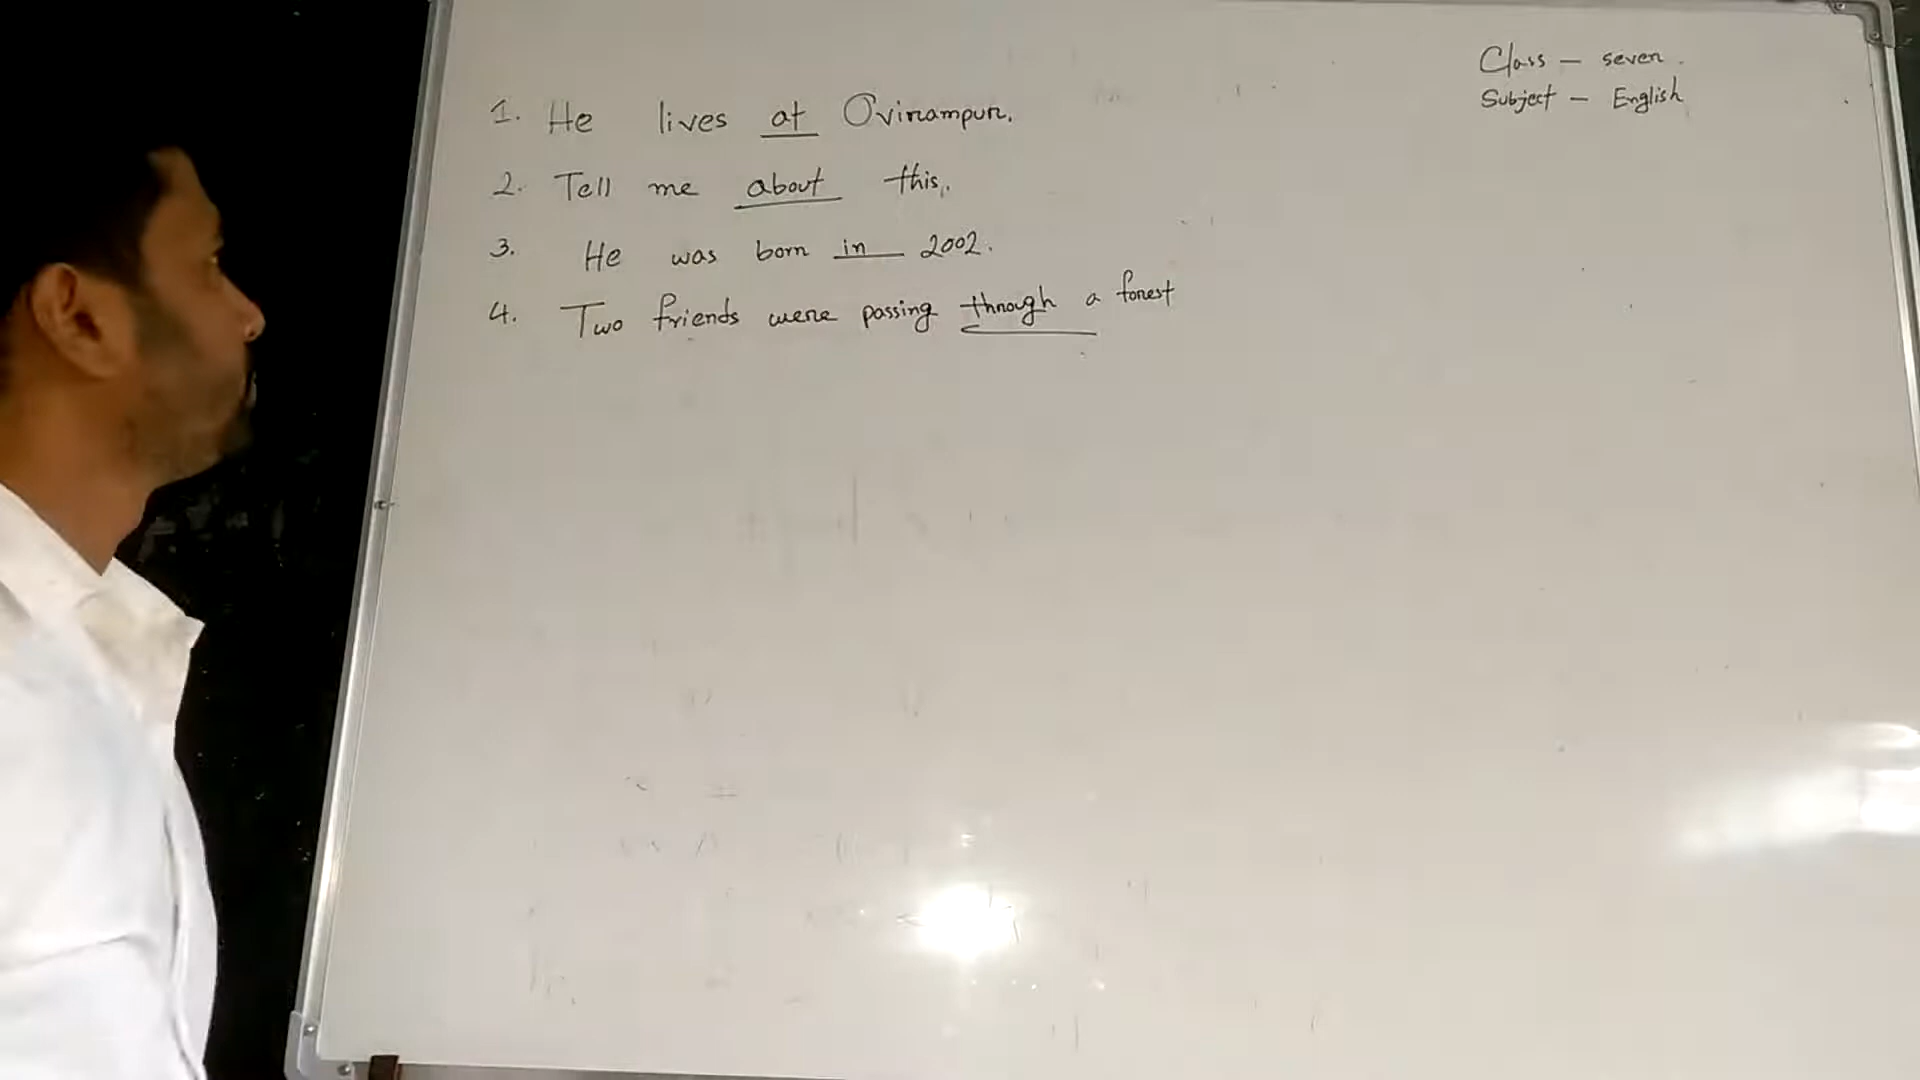 Class - seven.
Subject - English
1. He lives at Ovirampur.
2. Tell me about this.
3. He was born in 2002.
4. Two friends were passing through a forest